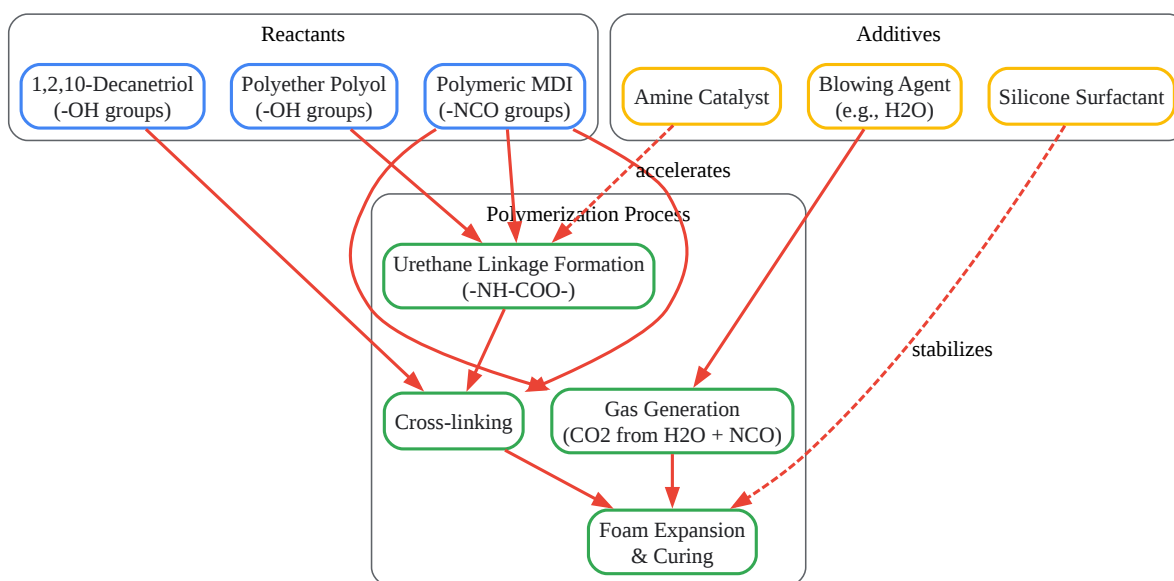 Reactants
Additives
1,2,10-Decanetriol
(-OH groups)
Polyether Polyol
(-OH groups)
Polymeric MDI
(-NCO groups)
Amine Catalyst
Blowing Agent
(e.g., H2O)
Silicone Surfactant
accelerates
Polymerization Process
Urethane Linkage Formation
(-NH-COO-)
stabilizes
Cross-linking
Gas Generation
(CO2 from H2O + NCO)
Foam Expansion
& Curing